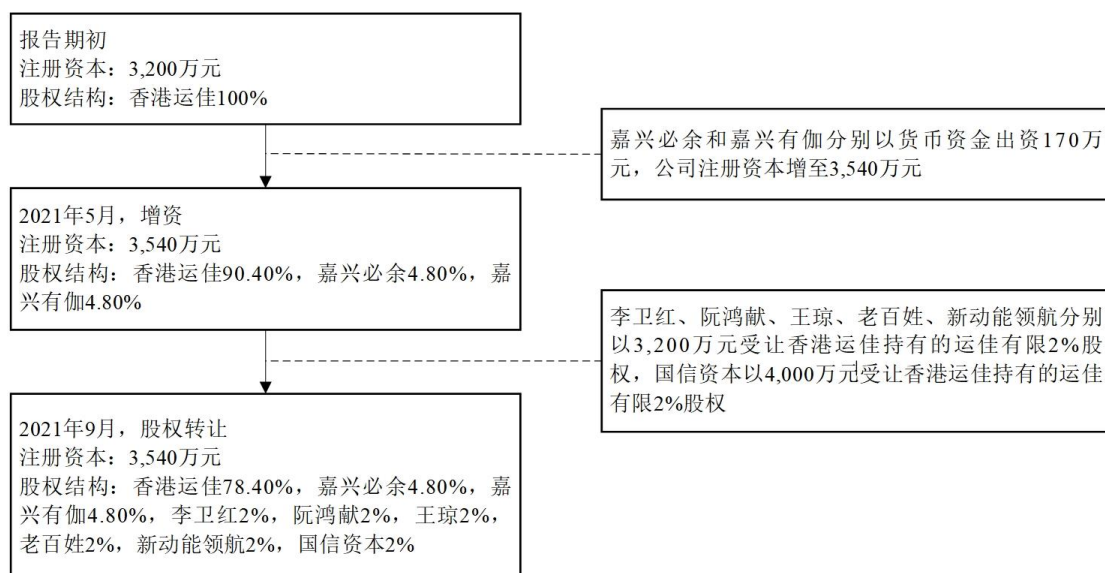 报告期初
注册资本：3,200万元
股权结构：香港运佳100%
嘉兴必余和嘉兴有伽分别以货币资金出资170万
元，公司注册资本增至3,540万元
2021年5月，增资
注册资本：3,540万元
股权结构：香港运佳90.40%，嘉兴必余4.80%，嘉
兴有伽4.80%
李卫红、阮鸿献、王琼、老百姓、新动能领航分别
以3,200万元受让香港运佳持有的运佳有限2%股
权，国信资本以4,000万元受让香港运佳持有的运佳
有限2%股权
2021年9月，股权转让
注册资本：3,540万元
股权结构：香港运佳78.40%，嘉兴必余4.80%，嘉
兴有伽4.80%，李卫红2%，阮鸿献2%，王琼2%，
老百姓2%，新动能领航2%，国信资本2%